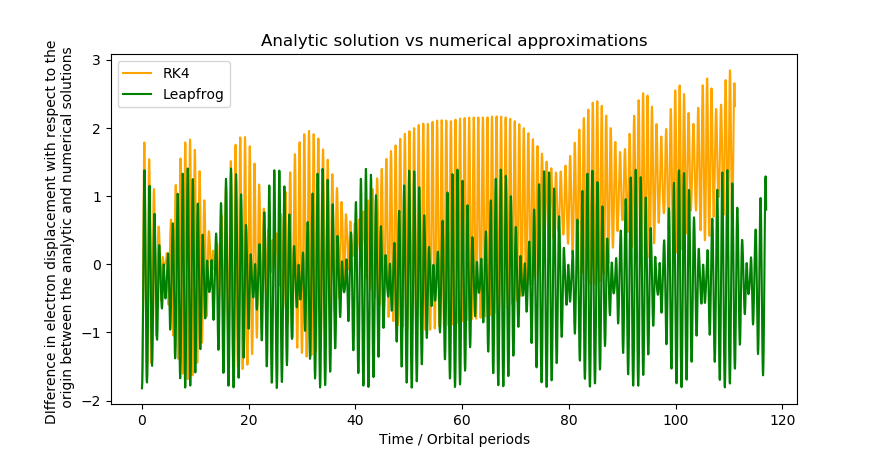 Analytic solution vs numerical approximations
Difference in electron displacement with respect to the
origin between the analytic and numerical solutions
3
2
1
0
−1
−2
RK4
Leapfrog
0
20
40
60
80
100
120
Time / Orbital periods